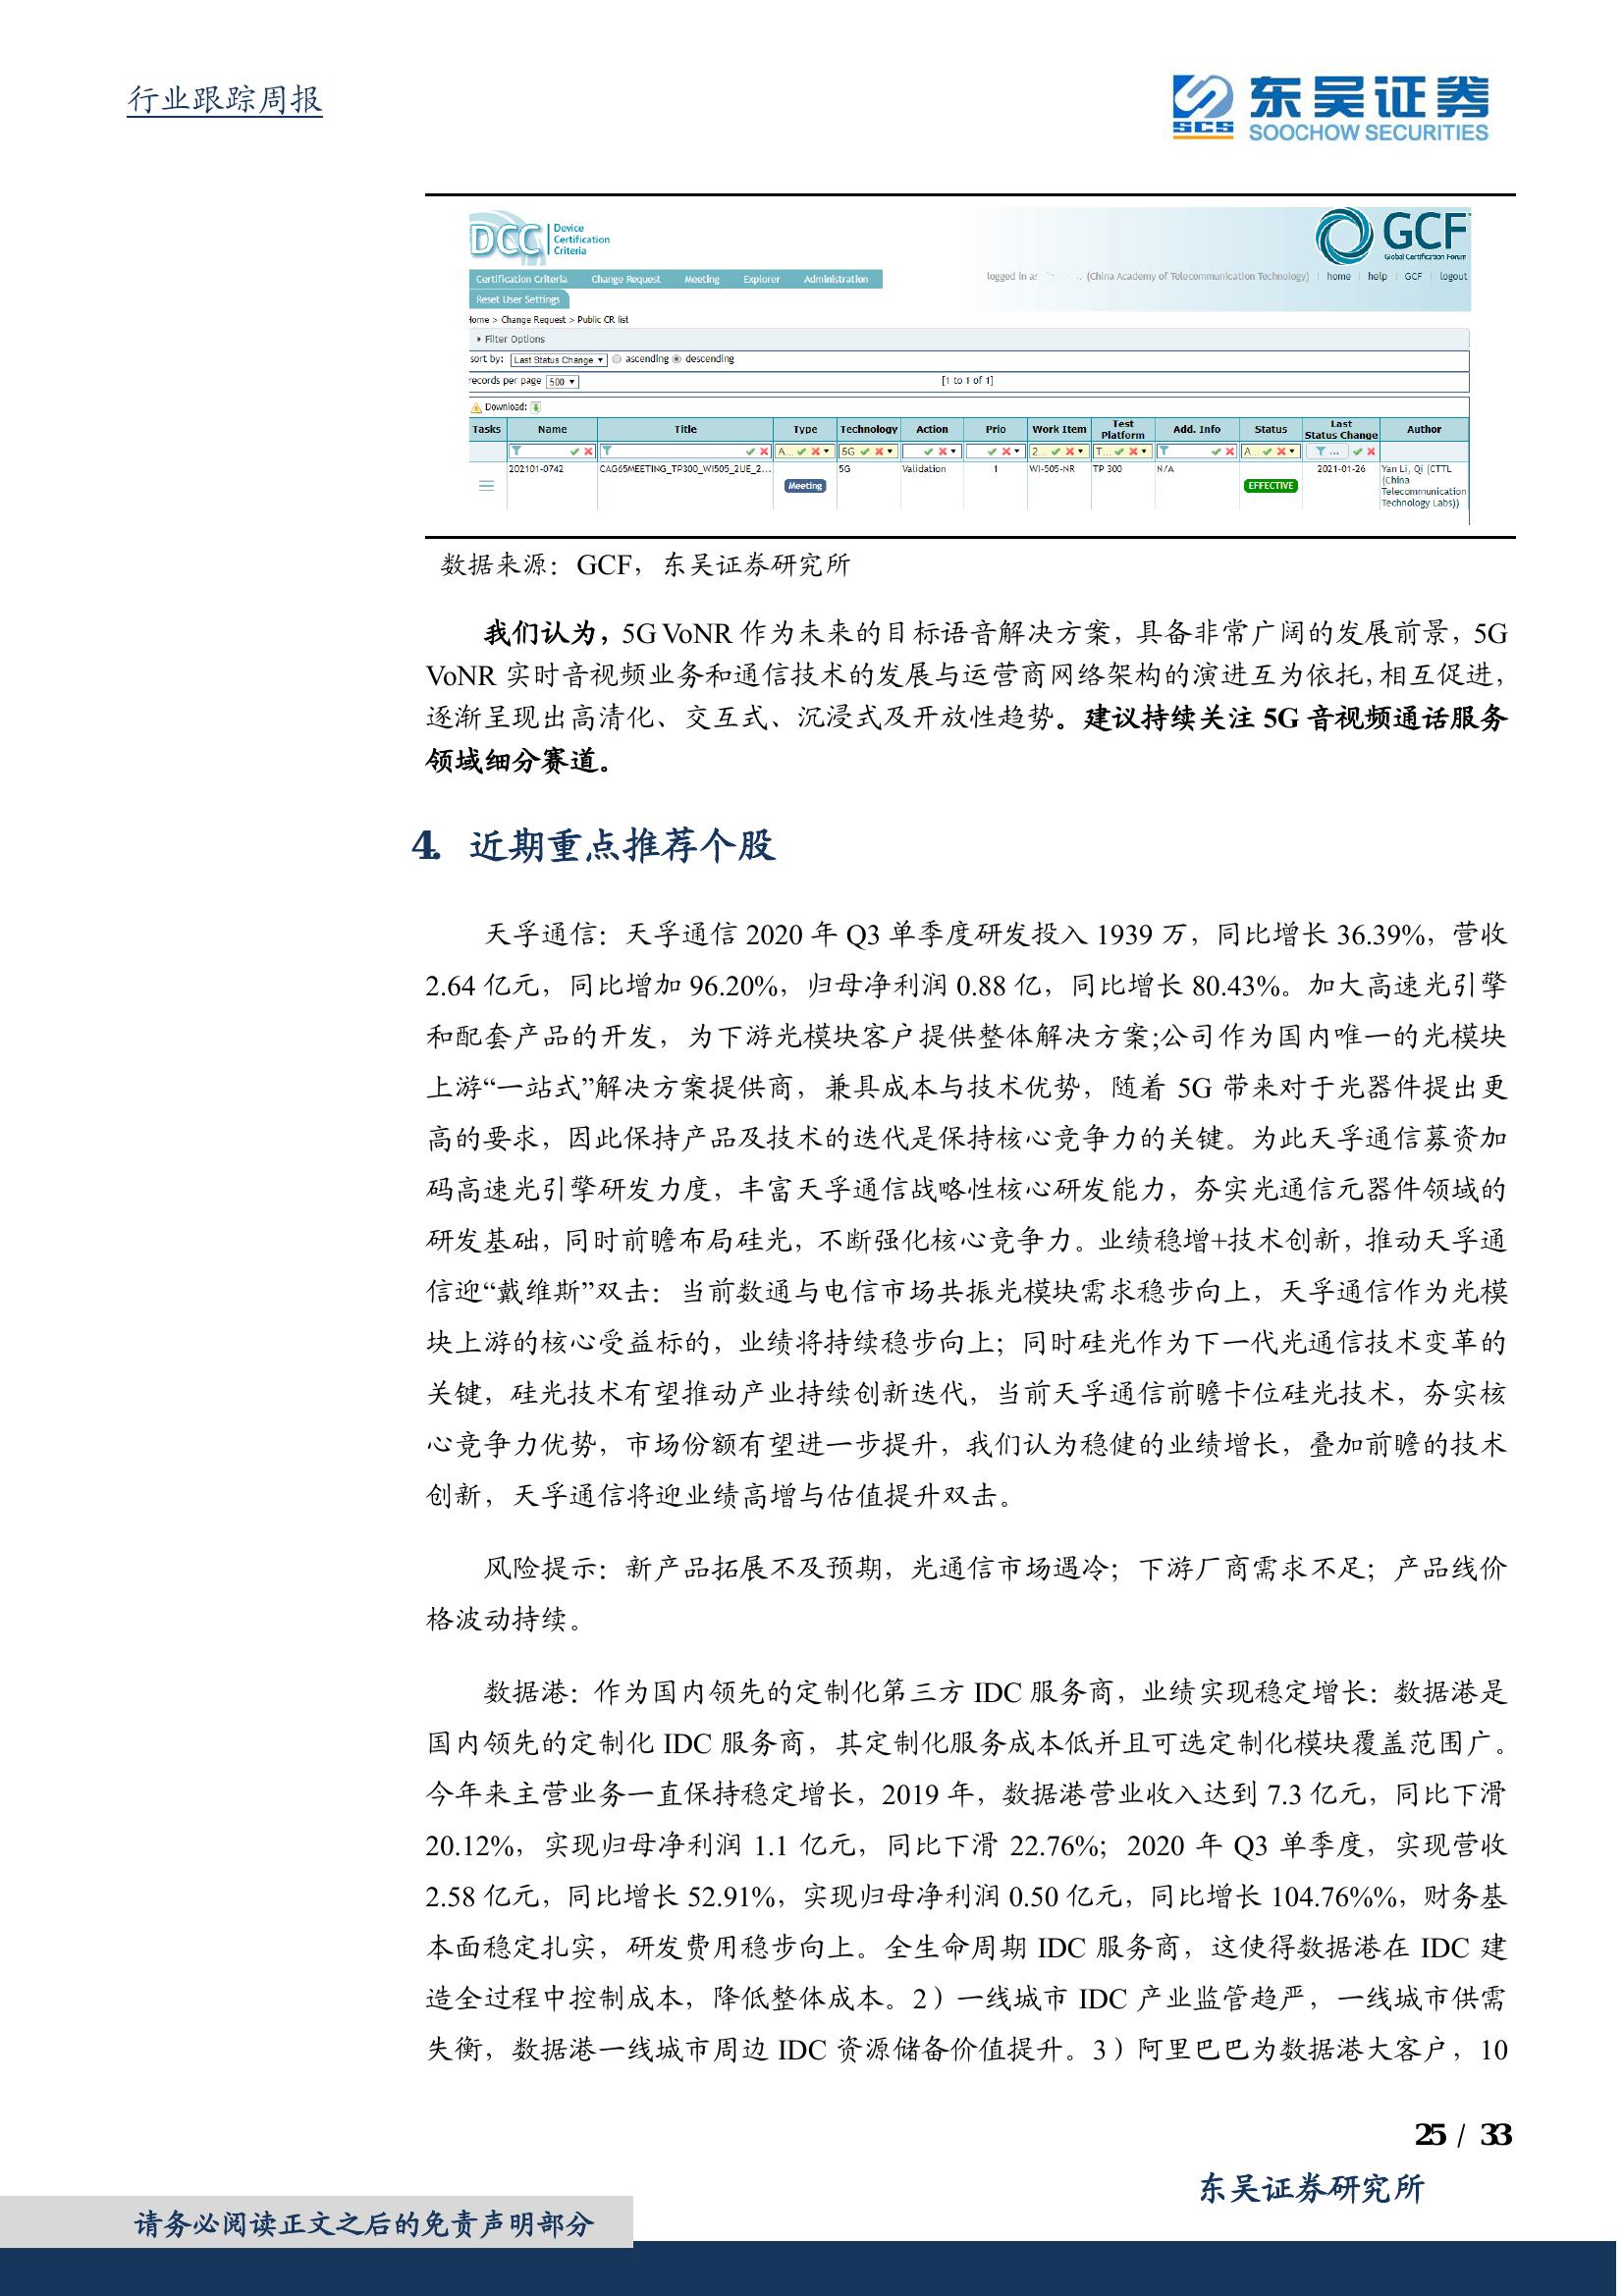 行业跟踪周报
东吴证券
SCS
SOOCHOW SECURITIES
DCC
Device
Certification
Criteria
GCF
Global Certification Forum
Certification Criteria Change Request Meeting Explorer Administration
logged in as (China Academy of Telecommunication Technology) home help GCF logout
Reset User Settings
Home > Change Request > Public CR list
Filter Options
sort by: Last Status Change ascending descending
records per page 500 [1 to 1 of 1]
Download:
Tasks Name Title Type Technology Action Prio Work Item Test Platform Add. Info Status Last Status Change Author
A... 5G 2... T... A... ...
202101-0742 CAG65MEETING_TP300_WI505_2UE_2... Meeting 5G Validation 1 WI-505-NR TP 300 N/A EFFECTIVE 2021-01-26 Yan Li, Qi (CTTL
(China
Telecommunication
Technology Labs))
数据来源：GCF，东吴证券研究所
我们认为，5G VoNR 作为未来的目标语音解决方案，具备非常广阔的发展前景，5G
VoNR 实时音视频业务和通信技术的发展与运营商网络架构的演进互为依托，相互促进，
逐渐呈现出高清化、交互式、沉浸式及开放性趋势。建议持续关注 5G 音视频通话服务
领域细分赛道。
4. 近期重点推荐个股
天孚通信：天孚通信 2020 年 Q3 单季度研发投入 1939 万，同比增长 36.39%，营收
2.64 亿元，同比增加 96.20%，归母净利润 0.88 亿，同比增长 80.43%。加大高速光引擎
和配套产品的开发，为下游光模块客户提供整体解决方案;公司作为国内唯一的光模块
上游“一站式”解决方案提供商，兼具成本与技术优势，随着 5G 带来对于光器件提出更
高的要求，因此保持产品及技术的迭代是保持核心竞争力的关键。为此天孚通信募资加
码高速光引擎研发力度，丰富天孚通信战略性核心研发能力，夯实光通信元器件领域的
研发基础，同时前瞻布局硅光，不断强化核心竞争力。业绩稳增+技术创新，推动天孚通
信迎“戴维斯”双击：当前数通与电信市场共振光模块需求稳步向上，天孚通信作为光模
块上游的核心受益标的，业绩将持续稳步向上；同时硅光作为下一代光通信技术变革的
关键，硅光技术有望推动产业持续创新迭代，当前天孚通信前瞻卡位硅光技术，夯实核
心竞争力优势，市场份额有望进一步提升，我们认为稳健的业绩增长，叠加前瞻的技术
创新，天孚通信将迎业绩高增与估值提升双击。
风险提示：新产品拓展不及预期，光通信市场遇冷；下游厂商需求不足；产品线价
格波动持续。
数据港：作为国内领先的定制化第三方 IDC 服务商，业绩实现稳定增长：数据港是
国内领先的定制化 IDC 服务商，其定制化服务成本低并且可选定制化模块覆盖范围广。
今年来主营业务一直保持稳定增长，2019 年，数据港营业收入达到 7.3 亿元，同比下滑
20.12%，实现归母净利润 1.1 亿元，同比下滑 22.76%；2020 年 Q3 单季度，实现营收
2.58 亿元，同比增长 52.91%，实现归母净利润 0.50 亿元，同比增长 104.76%%，财务基
本面稳定扎实，研发费用稳步向上。全生命周期 IDC 服务商，这使得数据港在 IDC 建
造全过程中控制成本，降低整体成本。2）一线城市 IDC 产业监管趋严，一线城市供需
失衡，数据港一线城市周边 IDC 资源储备价值提升。3）阿里巴巴为数据港大客户，10
25 / 33
东吴证券研究所
请务必阅读正文之后的免责声明部分